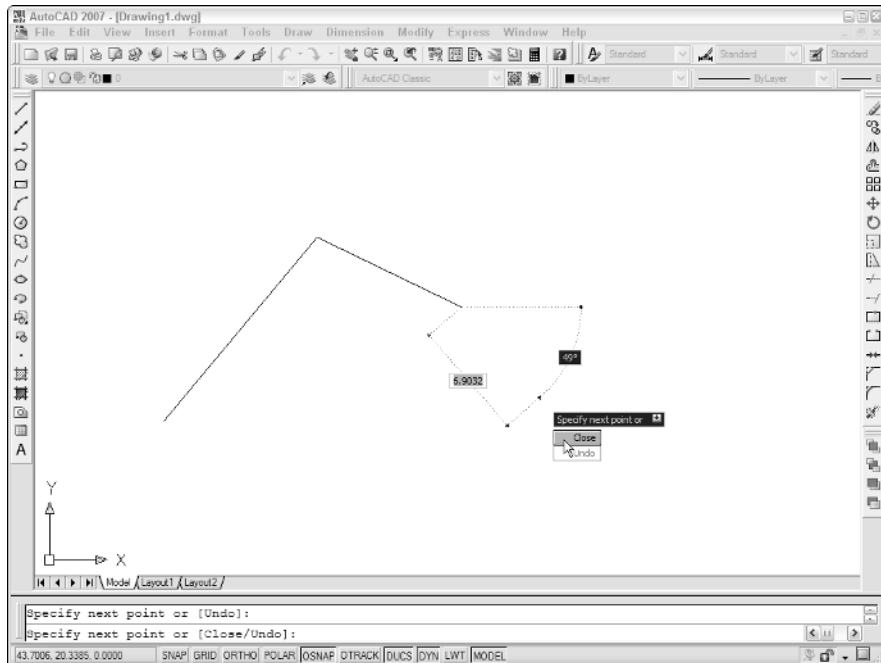 AutoCAD 2007 - [Drawing1.dwg]
File Edit View Insert Format Tools Draw Dimension Modify Express Window Help
Standard Standard Standard
0 AutoCAD Classic ByLayer ByLayer
49°
6.9032
Specify next point or
Close
Undo
Y
X
A
Model Layout1 Layout2
Specify next point or [Undo]:
Specify next point or [Close/Undo]:
43.7006, 20.3385, 0.0000 SNAP GRID ORTHO POLAR OSNAP OTRACK DUCS DYN LWT MODEL